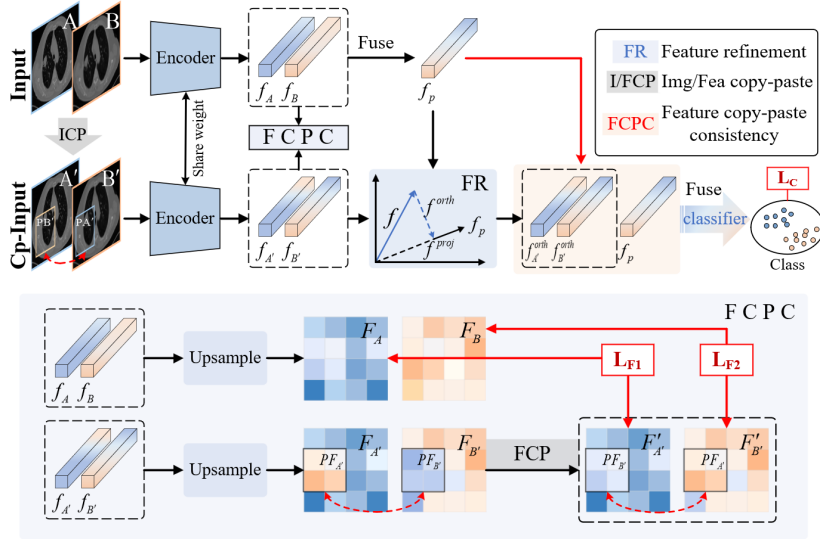 Input
A
B
Encoder
f_A
f_B
Fuse
f_p
FR
Feature refinement
I/FCP
Img/Fea copy-paste
FCPC
Feature copy-paste
consistency
ICP
Share weight
F C P C
Cp-Input
A′
B′
PB′
PA′
Encoder
f_A′
f_B′
FR
f
f^orth
f^proj
f_p
f_A′^orth
f_B′^orth
f_p
Fuse
classifier
L_C
Class
F C P C
f_A
f_B
Upsample
F_A
F_B
L_F1
L_F2
f_A′
f_B′
Upsample
F_A′
PF_A′
F_B′
PF_B′
FCP
F′_A′
PF_B′
F′_B′
PF_A′